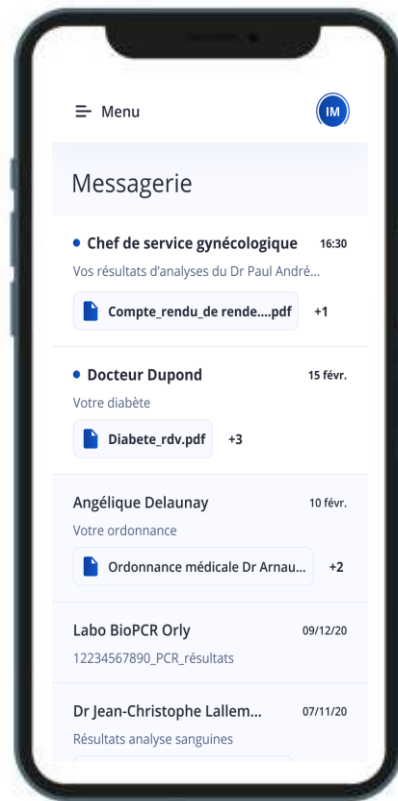 Menu
IM
Messagerie
Chef de service gynécologique 16:30
Vos résultats d'analyses du Dr Paul André...
Compte_rendu_de rende....pdf +1
Docteur Dupond 15 févr.
Votre diabète
Diabete_rdv.pdf +3
Angélique Delaunay 10 févr.
Votre ordonnance
Ordonnance médicale Dr Arnau... +2
Labo BioPCR Orly 09/12/20
12234567890_PCR_résultats
Dr Jean-Christophe Lallem... 07/11/20
Résultats analyse sanguines